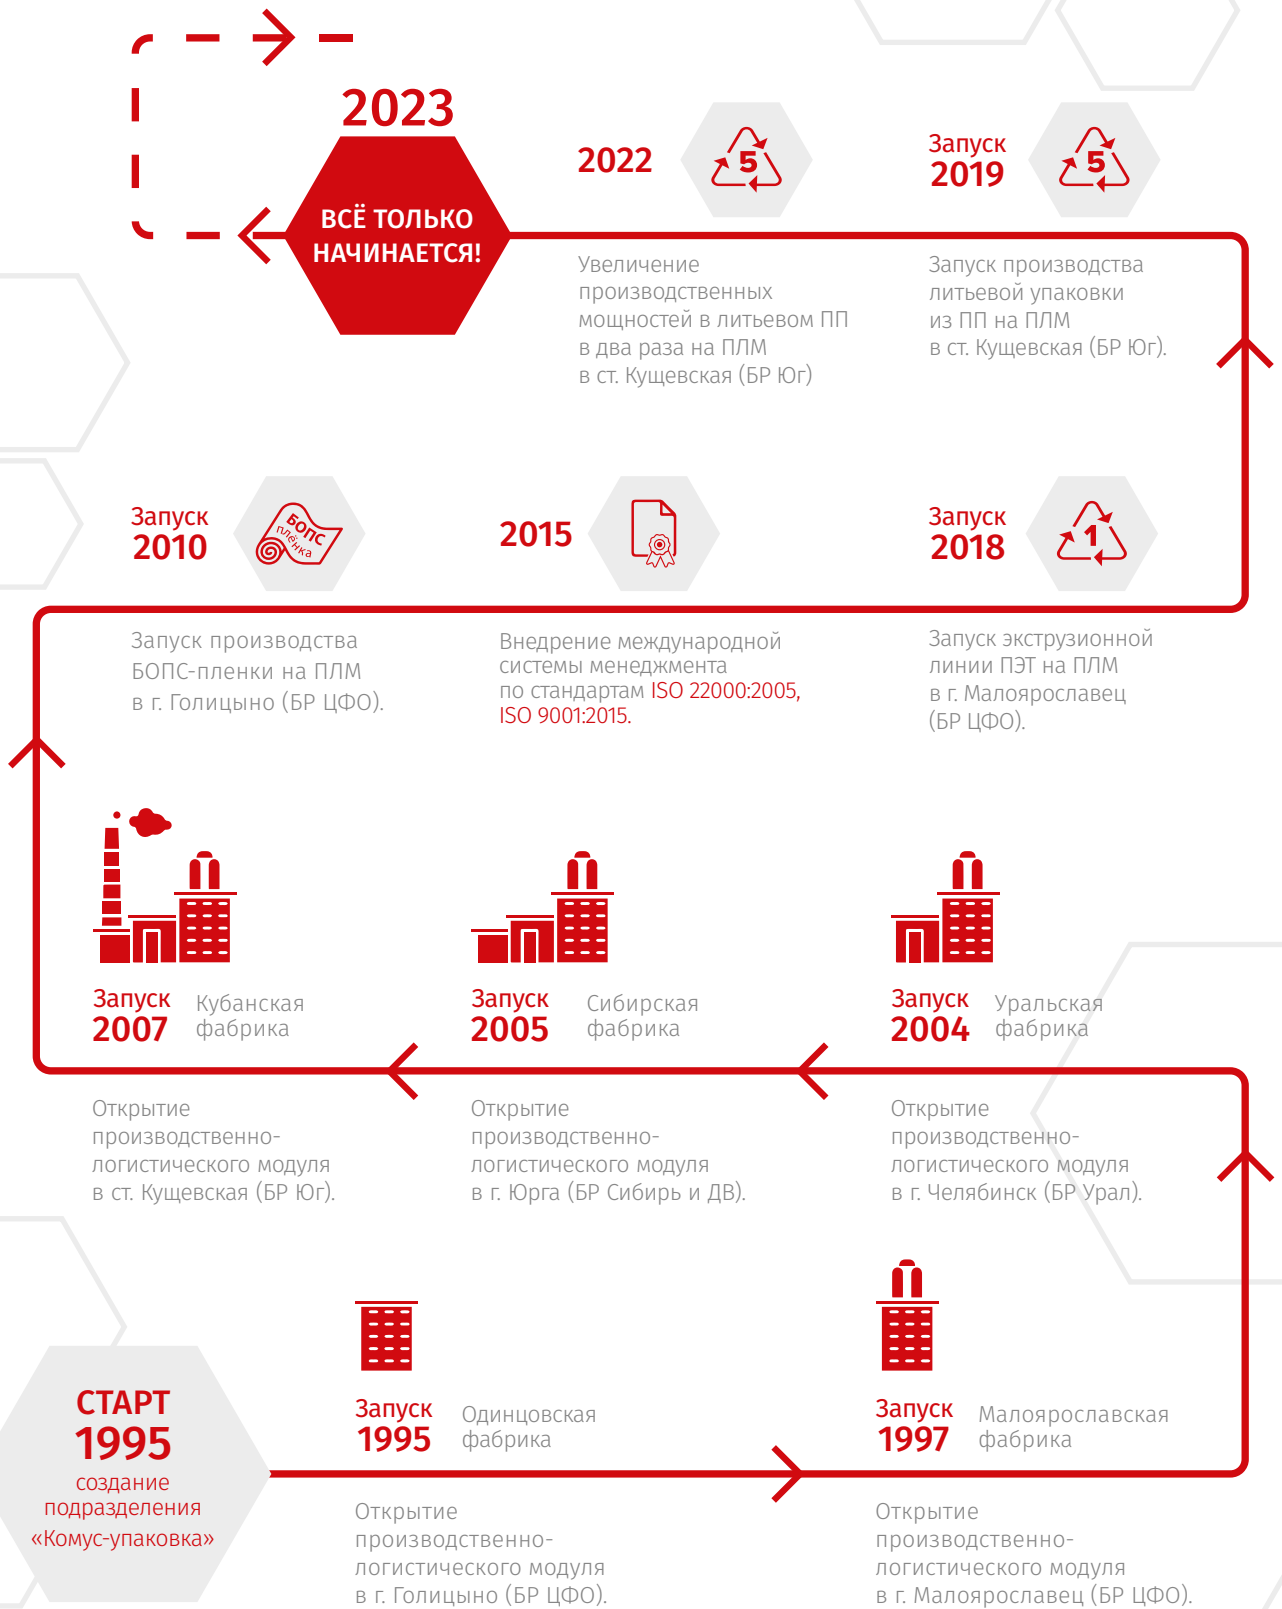 2023
ВСЁ ТОЛЬКО
НАЧИНАЕТСЯ!
2022
5
Увеличение
производственных
мощностей в литьевом ПП
в два раза на ПЛМ
в ст. Кущевская (БР Юг)
Запуск
2019
5
Запуск производства
литьевой упаковки
из ПП на ПЛМ
в ст. Кущевская (БР Юг).
Запуск
2010
БОПС
плёнка
Запуск производства
БОПС-пленки на ПЛМ
в г. Голицыно (БР ЦФО).
2015
Внедрение международной
системы менеджмента
по стандартам ISO 22000:2005,
ISO 9001:2015.
Запуск
2018
1
Запуск экструзионной
линии ПЭТ на ПЛМ
в г. Малоярославец
(БР ЦФО).
Запуск
2007
Кубанская
фабрика
Открытие
производственно-
логистического модуля
в ст. Кущевская (БР Юг).
Запуск
2005
Сибирская
фабрика
Открытие
производственно-
логистического модуля
в г. Юрга (БР Сибирь и ДВ).
Запуск
2004
Уральская
фабрика
Открытие
производственно-
логистического модуля
в г. Челябинск (БР Урал).
СТАРТ
1995
создание
подразделения
«Комус-упаковка»
Запуск
1995
Одинцовская
фабрика
Открытие
производственно-
логистического модуля
в г. Голицыно (БР ЦФО).
Запуск
1997
Малоярославская
фабрика
Открытие
производственно-
логистического модуля
в г. Малоярославец (БР ЦФО).